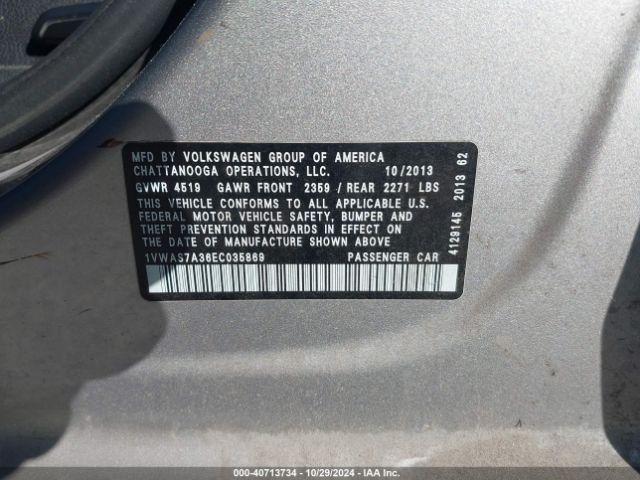 MFD BY VOLKSWAGEN GROUP OF AMERICA
CHATTANOOGA OPERATIONS, LLC. 10/2013
GVWR 4519 GAWR FRONT 2359 / REAR 2271 LBS
THIS VEHICLE CONFORMS TO ALL APPLICABLE U.S.
FEDERAL MOTOR VEHICLE SAFETY, BUMPER AND
THEFT PREVENTION STANDARDS IN EFFECT ON THE
DATE OF MANUFACTURE SHOWN ABOVE
1VWAS7A36EC035869 PASSENGER CAR
4129145 2013 62
000-40713734 - 10/29/2024 - IAA Inc.